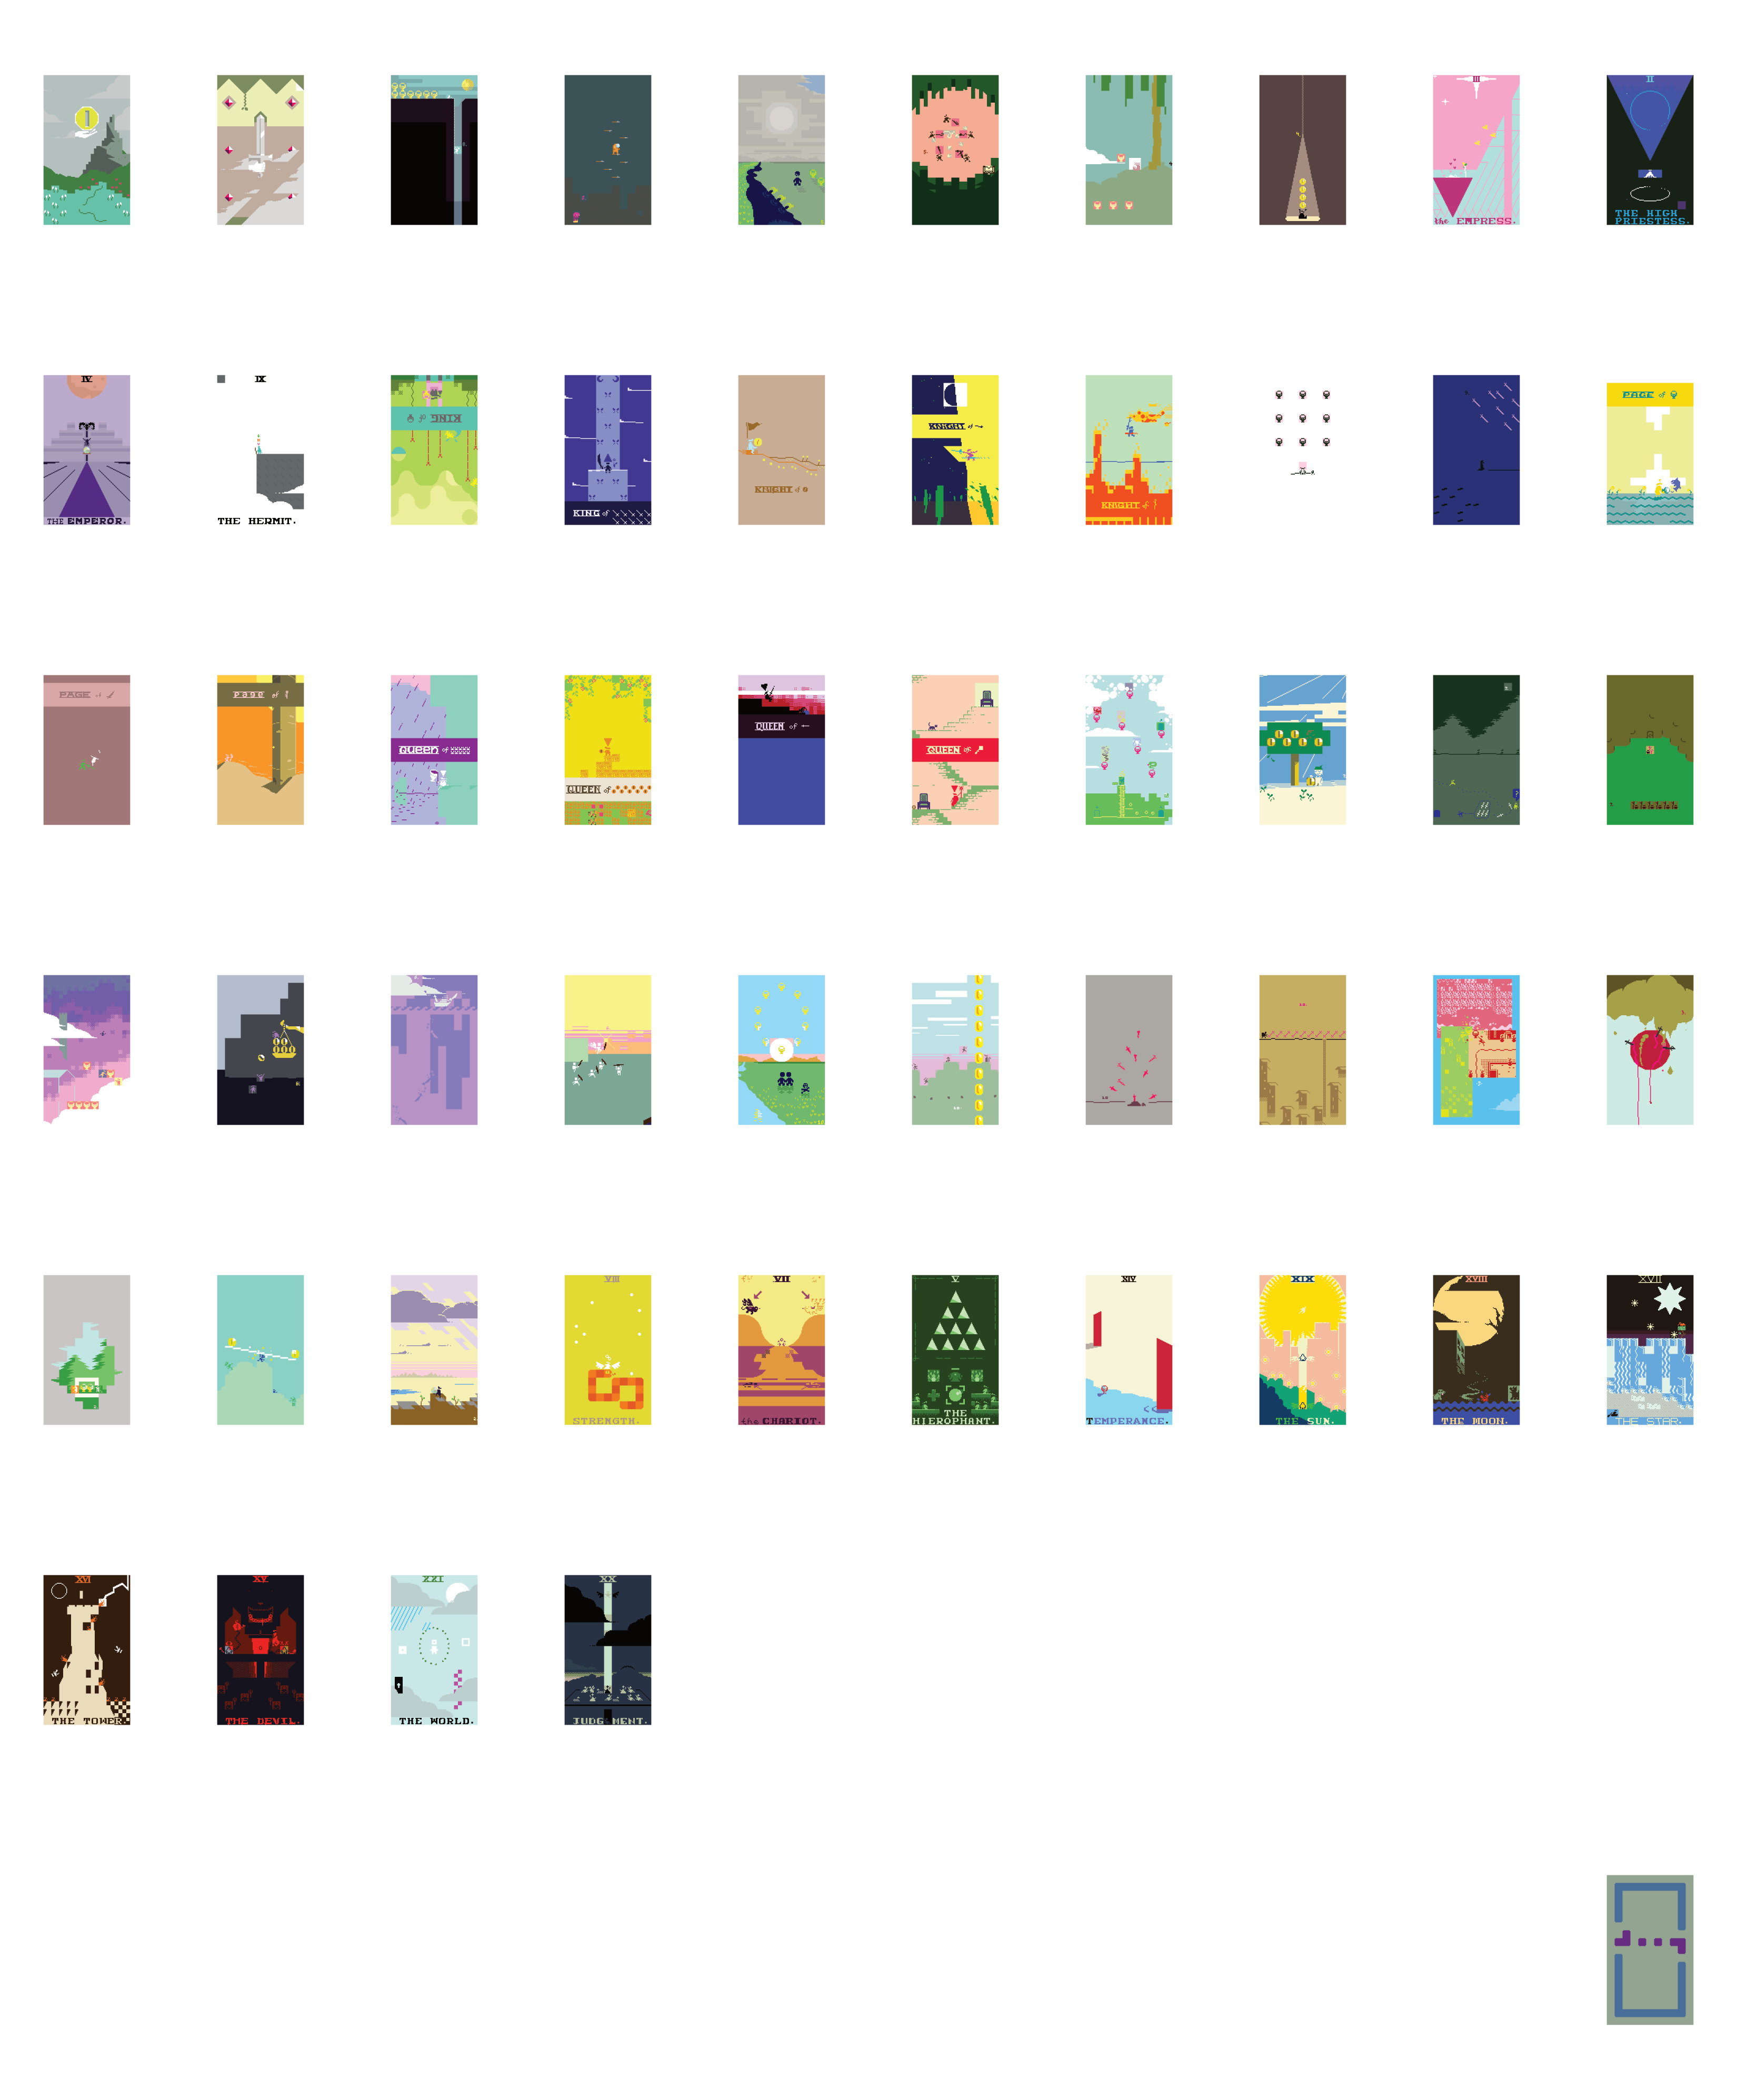 III
the EMPRESS.
II
THE HIGH
PRIESTESS.
IV
THE EMPEROR.
IX
THE HERMIT.
KING of
KING of
KNIGHT of
KNIGHT of
KNIGHT of
PAGE of
PAGE of
PAGE of
QUEEN of
QUEEN of
QUEEN of
QUEEN of
VIII
STRENGTH.
VII
the CHARIOT.
V
THE
HIEROPHANT.
XIV
TEMPERANCE.
XIX
THE SUN.
XVIII
THE MOON.
XVII
THE STAR.
XVI
THE TOWER.
XV
THE DEVIL.
XXI
THE WORLD.
XX
JUDGMENT.